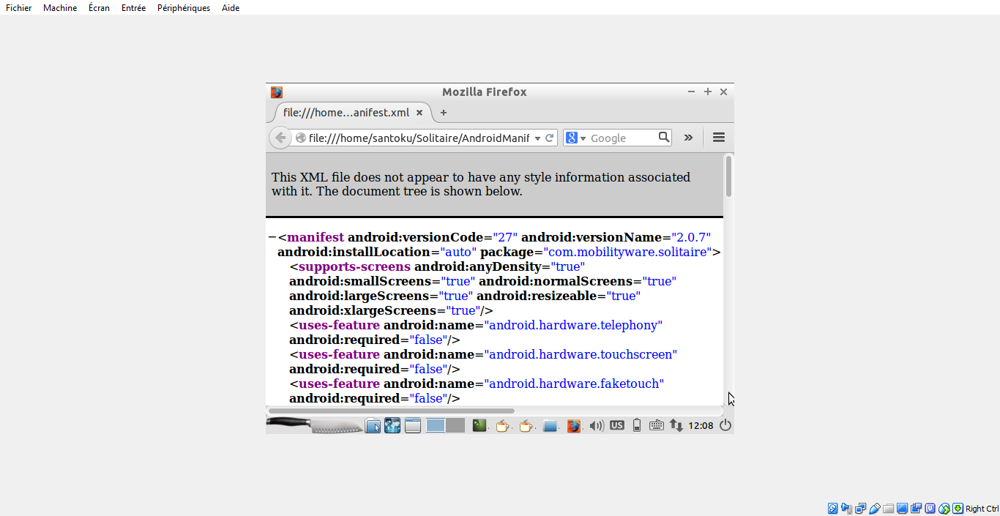 Fichier Machine Écran Entrée Périphériques Aide
Mozilla Firefox
file:///home...anifest.xml
file:///home/santoku/Solitaire/AndroidManif
Google
This XML file does not appear to have any style information associated
with it. The document tree is shown below.
−<manifest android:versionCode="27" android:versionName="2.0.7"
android:installLocation="auto" package="com.mobilityware.solitaire">
<supports-screens android:anyDensity="true"
android:smallScreens="true" android:normalScreens="true"
android:largeScreens="true" android:resizeable="true"
android:xlargeScreens="true"/>
<uses-feature android:name="android.hardware.telephony"
android:required="false"/>
<uses-feature android:name="android.hardware.touchscreen"
android:required="false"/>
<uses-feature android:name="android.hardware.faketouch"
android:required="false"/>
US 12:08
Right Ctrl